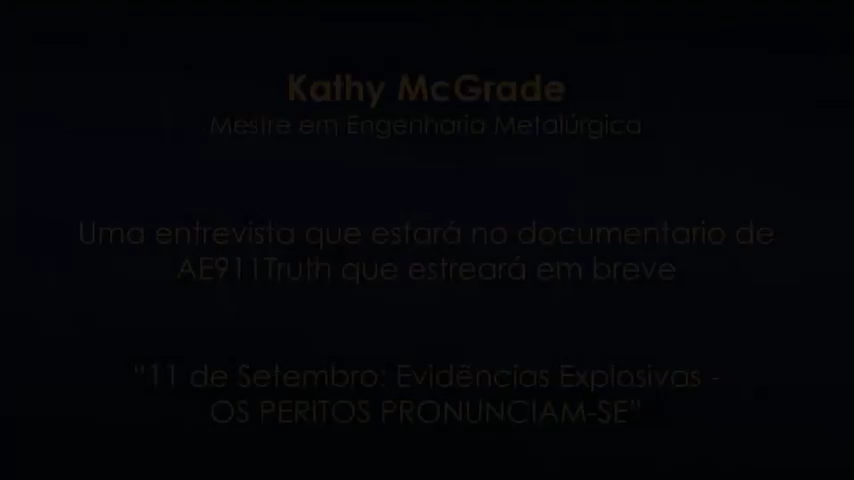 Kathy McGrade
Mestre em Engenharia Metalúrgica
Uma entrevista que estará no documentario de
AE911Truth que estreará em breve
"11 de Setembro: Evidências Explosivas -
OS PERITOS PRONUNCIAM-SE"